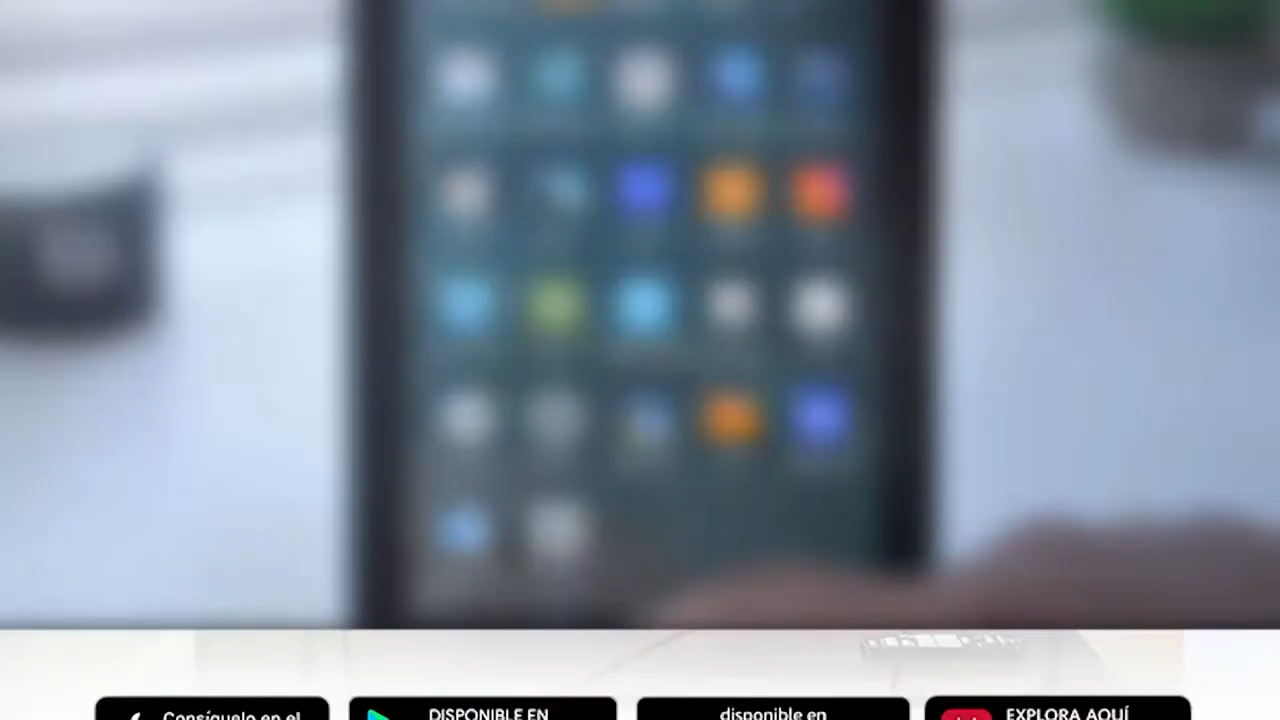 Consíguelo en el
DISPONIBLE EN
disponible en
EXPLORA AQUÍ